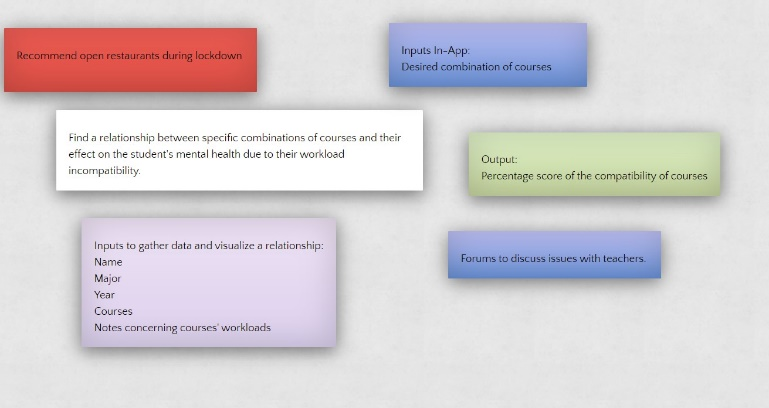 Recommend open restaurants during lockdown
Inputs In-App:
Desired combination of courses
Find a relationship between specific combinations of courses and their
effect on the student's mental health due to their workload
incompatibility.
Output:
Percentage score of the compatibility of courses
Inputs to gather data and visualize a relationship:
Name
Major
Year
Courses
Notes concerning courses' workloads
Forums to discuss issues with teachers.